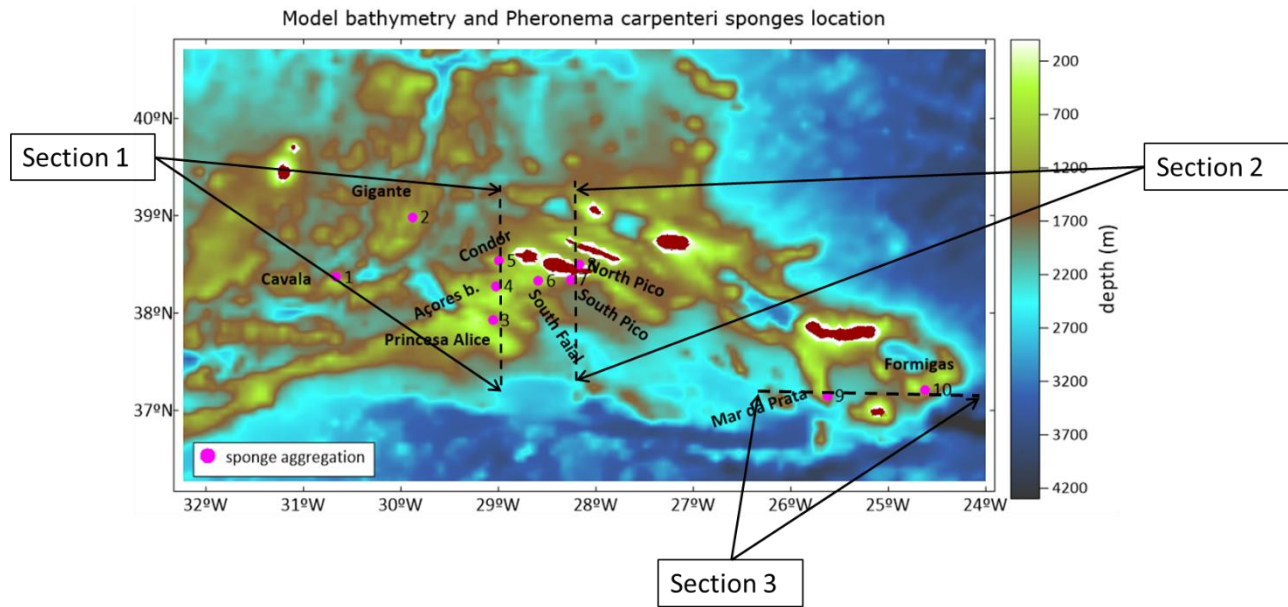 Model bathymetry and Pheronema carpenteri sponges location
Section 1
Section 2
Section 3
40ºN
39ºN
38ºN
37ºN
32ºW
31ºW
30ºW
29ºW
28ºW
27ºW
26ºW
25ºW
24ºW
Gigante
2
Cavala
1
Condor
5
Açores b.
4
Princesa Alice
3
6
South Faial
7
South Pico
8
North Pico
Mar da Prata
9
Formigas
10
sponge aggregation
200
700
1200
1700
2200
2700
3200
3700
4200
depth (m)